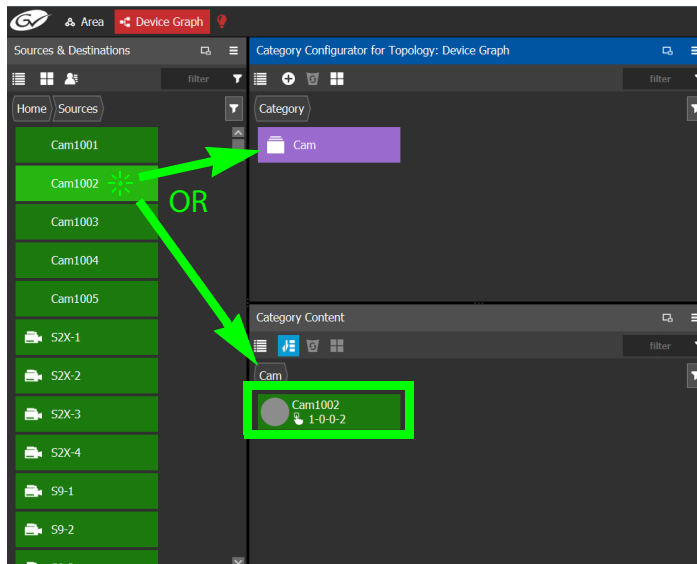 GV Area Device Graph
Sources & Destinations
filter
Home Sources
Cam1001
Cam1002
Cam1003
Cam1004
Cam1005
S2X-1
S2X-2
S2X-3
S2X-4
S9-1
S9-2
OR
Category Configurator for Topology: Device Graph
filter
Category
Cam
Category Content
filter
Cam
Cam1002
1-0-0-2